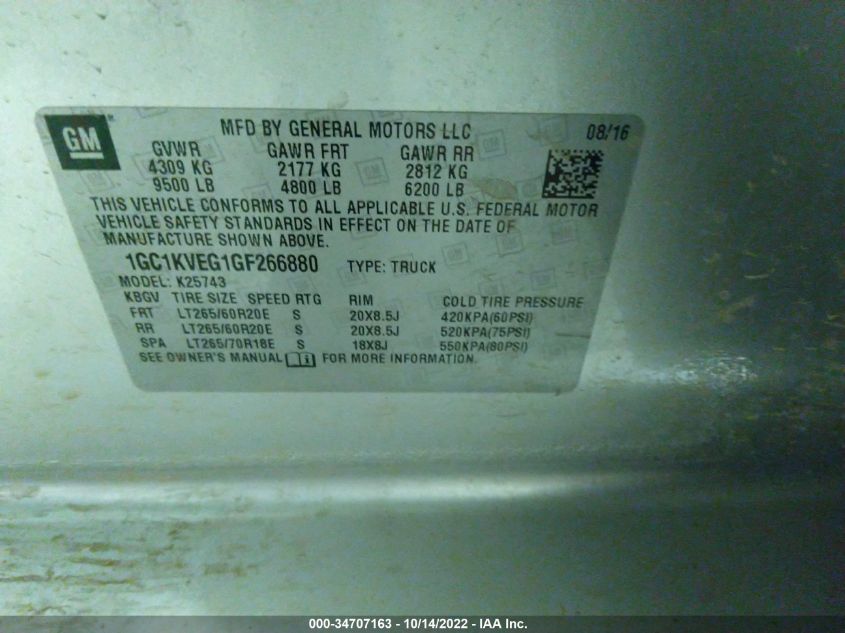 GM
MFD BY GENERAL MOTORS LLC 08/16
GVWR GAWR FRT GAWR RR
4309 KG 2177 KG 2812 KG
9500 LB 4800 LB 6200 LB
THIS VEHICLE CONFORMS TO ALL APPLICABLE U.S. FEDERAL MOTOR
VEHICLE SAFETY STANDARDS IN EFFECT ON THE DATE OF
MANUFACTURE SHOWN ABOVE.
1GC1KVEG1GF266880 TYPE: TRUCK
MODEL: K25743
KBGV TIRE SIZE SPEED RTG RIM COLD TIRE PRESSURE
FRT LT265/60R20E S 20X8.5J 420KPA(60PSI)
RR LT265/60R20E S 20X8.5J 520KPA(75PSI)
SPA LT265/70R18E S 18X8J 550KPA(80PSI)
SEE OWNER'S MANUAL FOR MORE INFORMATION.
000-34707163 - 10/14/2022 - IAA Inc.